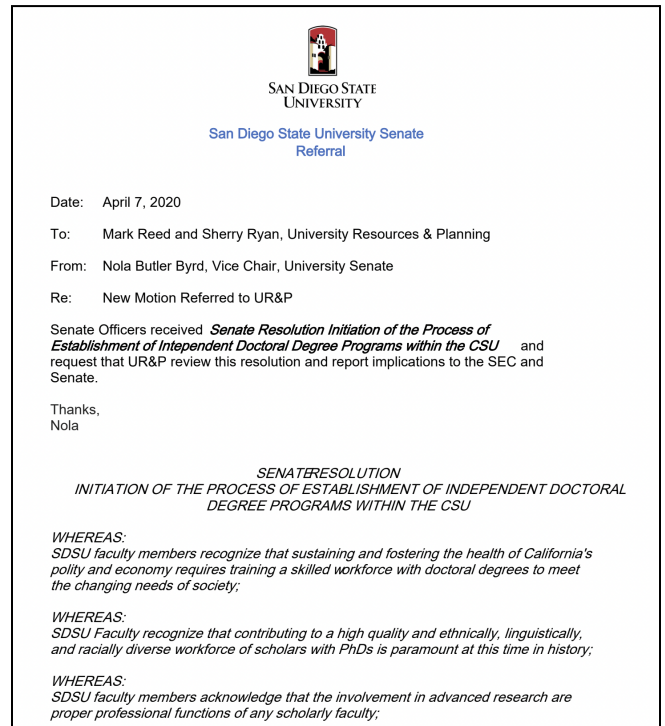 SAN DIEGO STATE
UNIVERSITY
San Diego State University Senate
Referral
Date: April 7, 2020
To: Mark Reed and Sherry Ryan, University Resources & Planning
From: Nola Butler Byrd, Vice Chair, University Senate
Re: New Motion Referred to UR&P
Senate Officers received Senate Resolution Initiation of the Process of
Establishment of Intependent Doctoral Degree Programs within the CSU and
request that UR&P review this resolution and report implications to the SEC and
Senate.
Thanks,
Nola
SENATE RESOLUTION
INITIATION OF THE PROCESS OF ESTABLISHMENT OF INDEPENDENT DOCTORAL
DEGREE PROGRAMS WITHIN THE CSU
WHEREAS:
SDSU faculty members recognize that sustaining and fostering the health of California's
polity and economy requires training a skilled workforce with doctoral degrees to meet
the changing needs of society;
WHEREAS:
SDSU Faculty recognize that contributing to a high quality and ethnically, linguistically,
and racially diverse workforce of scholars with PhDs is paramount at this time in history;
WHEREAS:
SDSU faculty members acknowledge that the involvement in advanced research are
proper professional functions of any scholarly faculty;